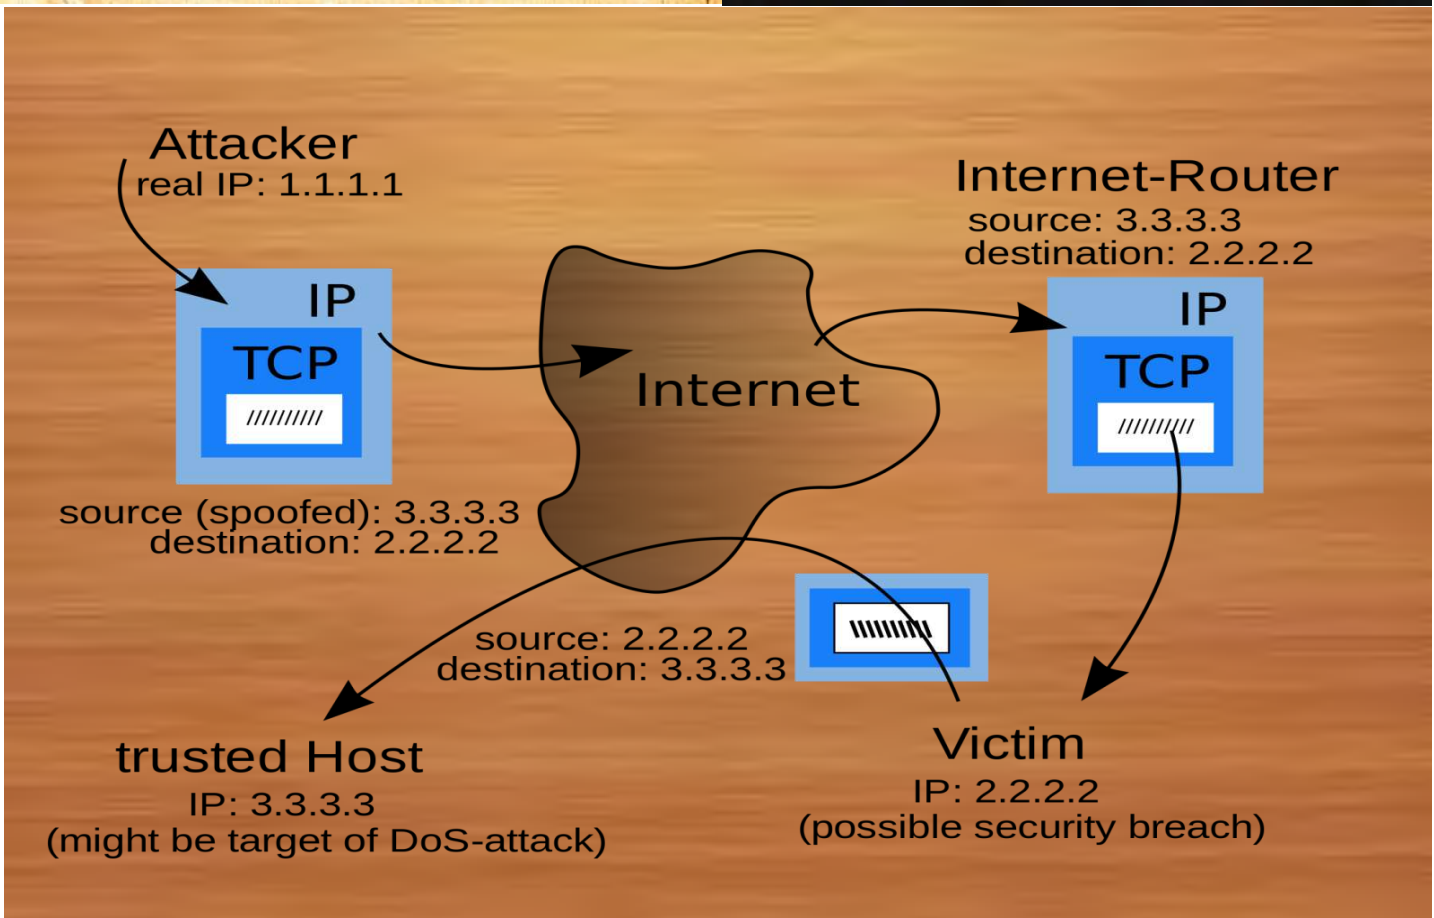 Attacker
real IP: 1.1.1.1
IP
TCP
//////////
source (spoofed): 3.3.3.3
destination: 2.2.2.2
Internet
Internet-Router
source: 3.3.3.3
destination: 2.2.2.2
IP
TCP
//////////
source: 2.2.2.2
destination: 3.3.3.3
\\\\\\\\\\
trusted Host
IP: 3.3.3.3
(might be target of DoS-attack)
Victim
IP: 2.2.2.2
(possible security breach)